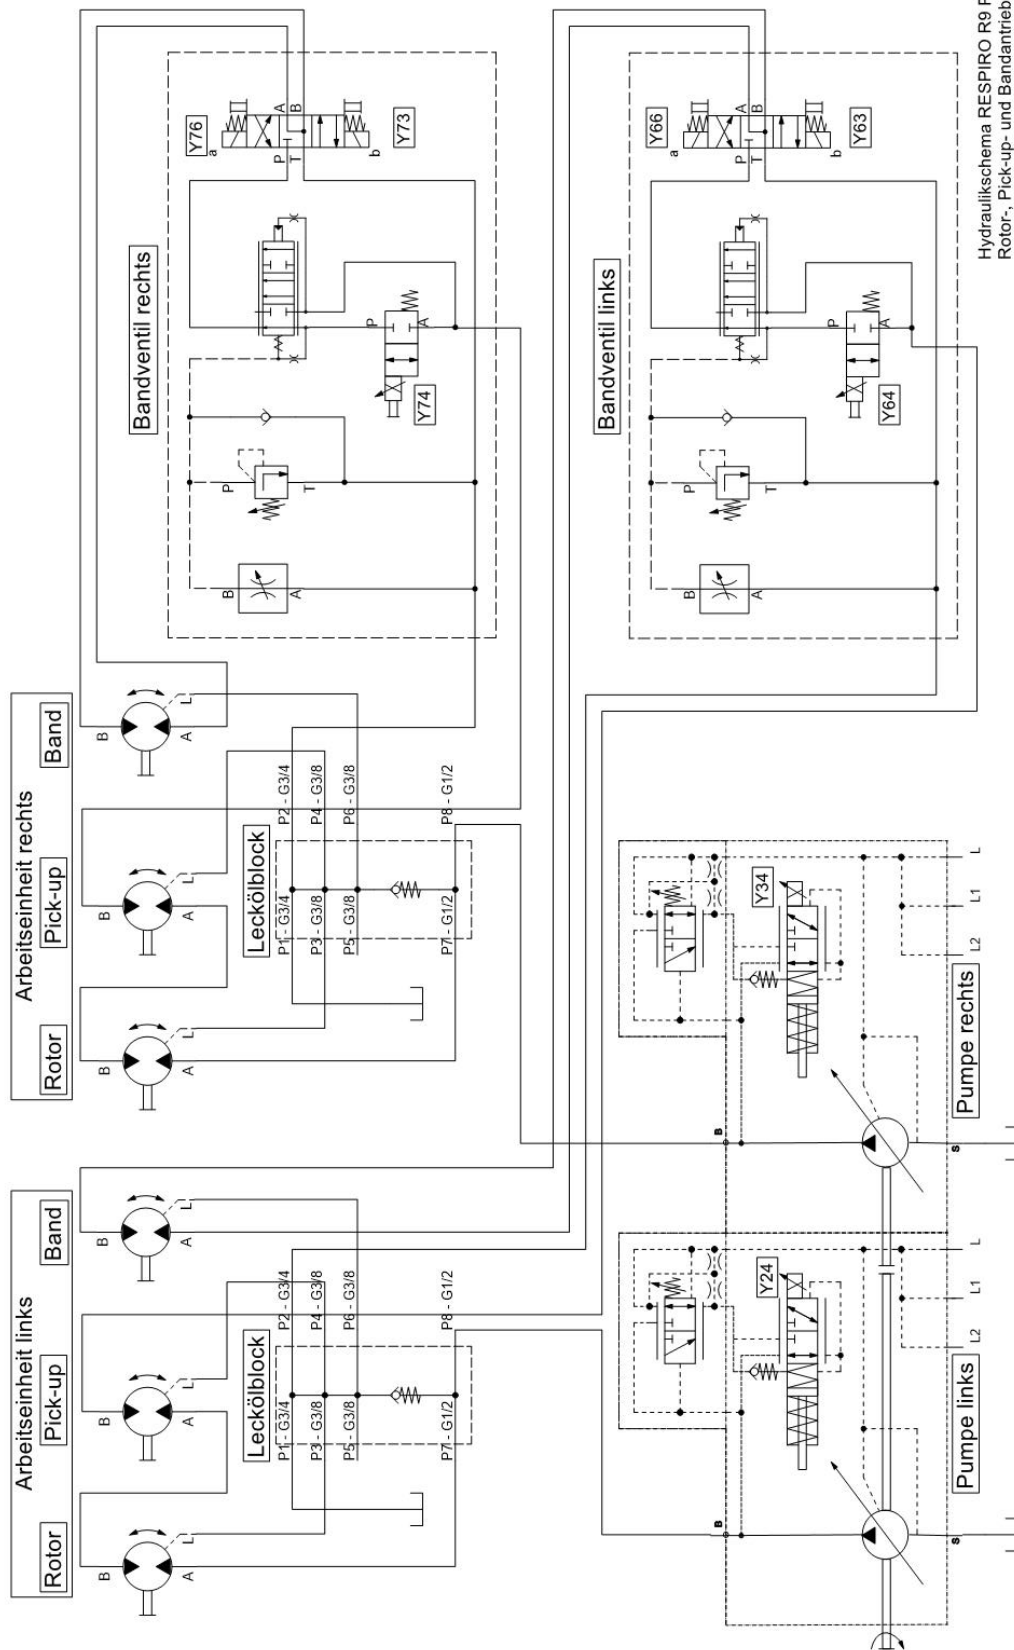 Arbeitseinheit links
Rotor
Pick-up
Band
B
A
L
B
A
L
B
A
L
Leckölblock
P1 - G3/4
P2 - G3/4
P3 - G3/8
P4 - G3/8
P5 - G3/8
P6 - G3/8
P7 - G1/2
P8 - G1/2
Arbeitseinheit rechts
Rotor
Pick-up
Band
B
A
L
B
A
L
B
A
L
Leckölblock
P1 - G3/4
P2 - G3/4
P3 - G3/8
P4 - G3/8
P5 - G3/8
P6 - G3/8
P7 - G1/2
P8 - G1/2
Bandventil rechts
B
A
P
T
Y74
P
A
Y76
a
A
B
P
T
b
Y73
Bandventil links
B
A
P
T
Y64
P
A
Y66
a
A
B
P
T
b
Y63
B
Y24
S
L2
L1
L
Pumpe links
B
Y34
S
L2
L1
L
Pumpe rechts
Hydraulikschema RESPIRO R9
Rotor-, Pick-up- und Bandantrieb